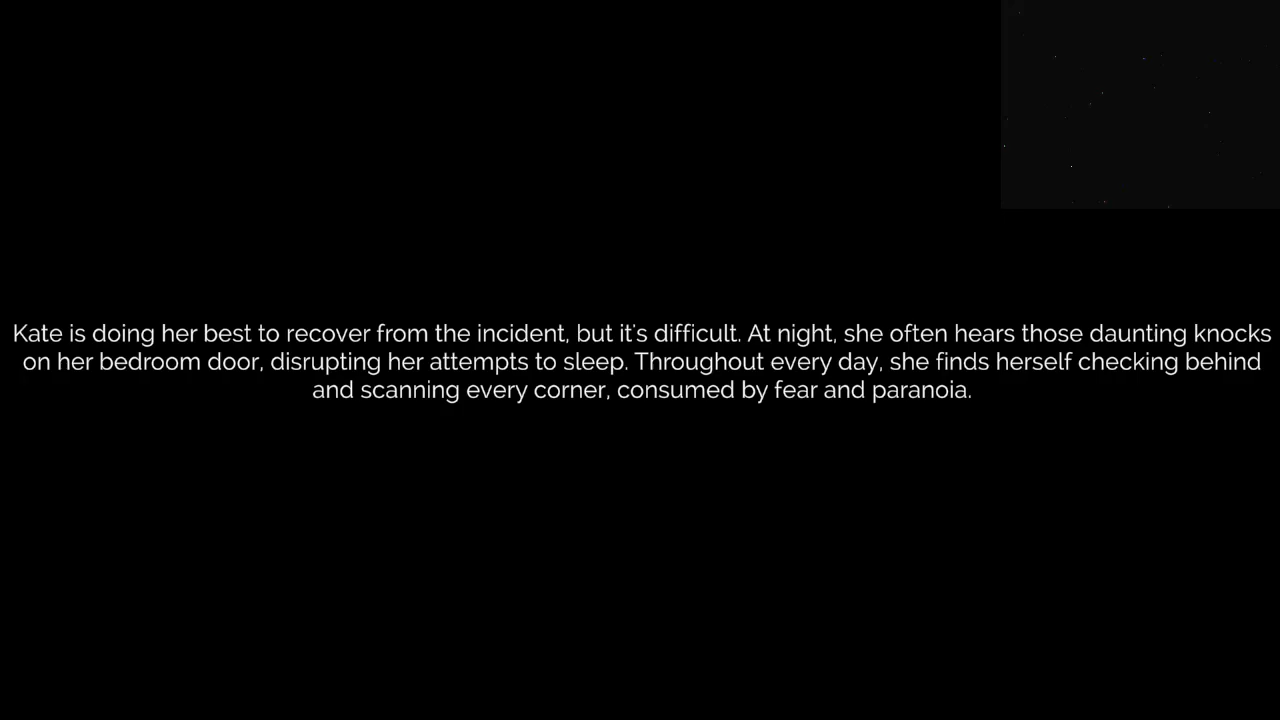 Kate is doing her best to recover from the incident, but it's difficult. At night, she often hears those daunting knocks
on her bedroom door, disrupting her attempts to sleep. Throughout every day, she finds herself checking behind
and scanning every corner, consumed by fear and paranoia.